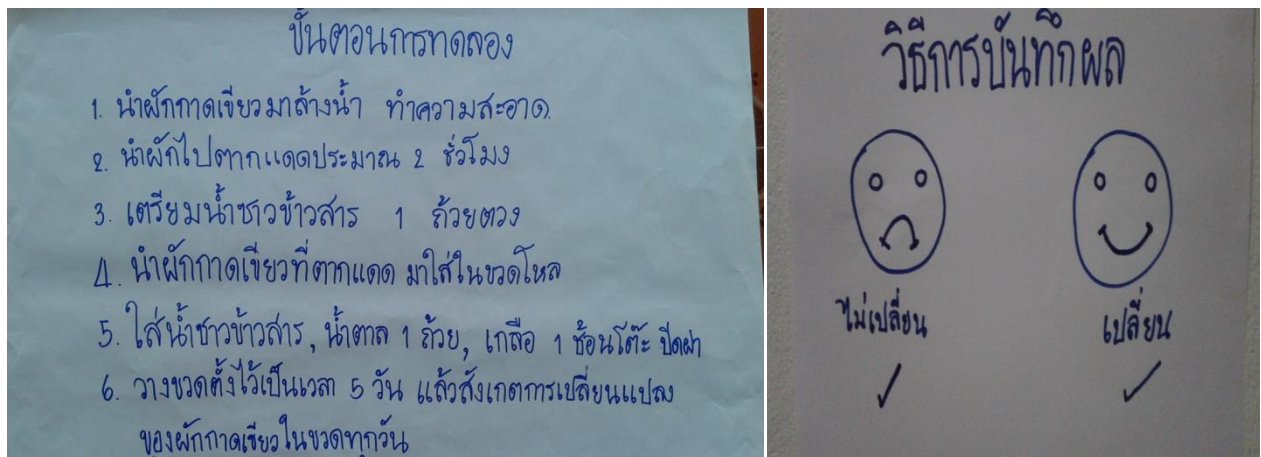 ขั้นตอนการทดลอง
1. นำผักกาดเขียวมาล้างน้ำ ทำความสะอาด.
2. นำผักไปตากแดดประมาณ 2 ชั่วโมง
3. เตรียมน้ำซาวข้าวสาร 1 ถ้วยตวง
4. นำผักกาดเขียวที่ตากแดด มาใส่ในขวดโหล
5. ใส่น้ำซาวข้าวสาร, น้ำตาล 1 ถ้วย, เกลือ 1 ช้อนโต๊ะ ปิดฝา
6. วางขวดตั้งไว้เป็นเวลา 5 วัน แล้วสังเกตการเปลี่ยนแปลง
ของผักกาดเขียวในขวดทุกวัน
วิธีการบันทึกผล
ไม่เปลี่ยน เปลี่ยน